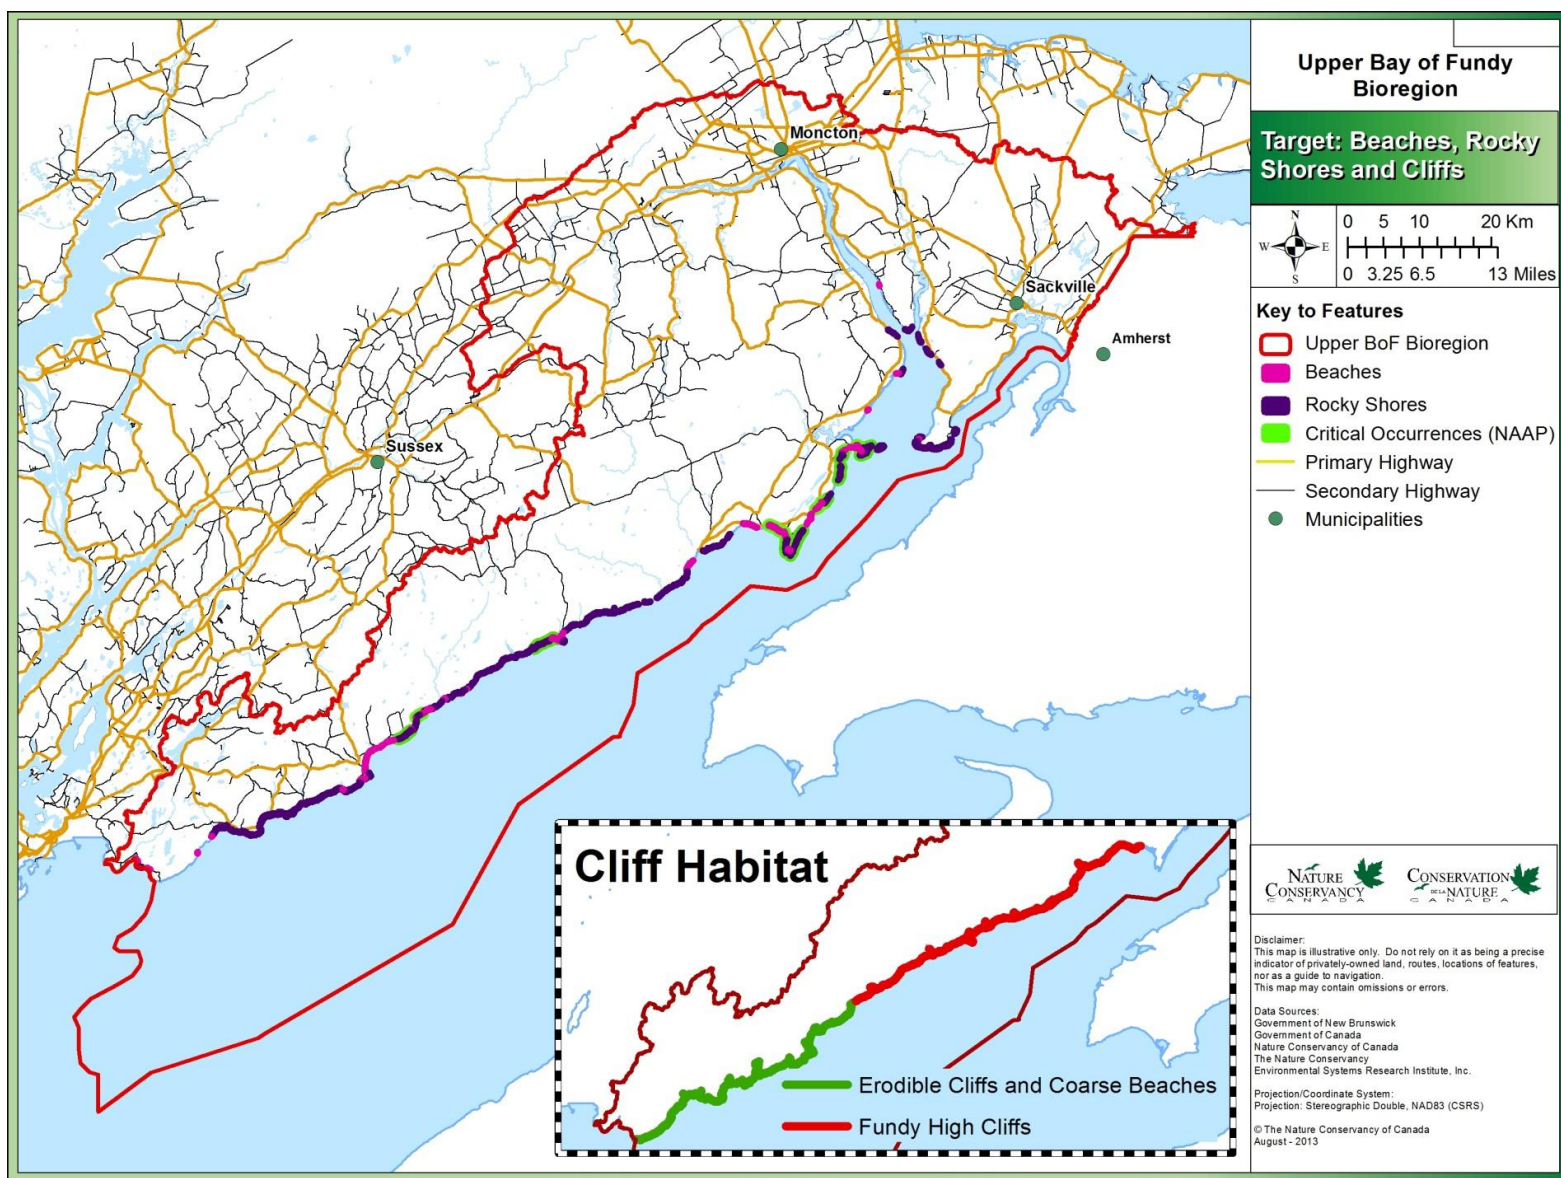 Upper Bay of Fundy
Bioregion
Target: Beaches, Rocky
Shores and Cliffs
N
W E
S
0 5 10 20 Km
0 3.25 6.5 13 Miles
Key to Features
Upper BoF Bioregion
Beaches
Rocky Shores
Critical Occurrences (NAAP)
Primary Highway
Secondary Highway
Municipalities
Moncton
Sackville
Amherst
Sussex
Cliff Habitat
Erodible Cliffs and Coarse Beaches
Fundy High Cliffs
NATURE
CONSERVANCY
CANADA
CONSERVATION
DE LA NATURE
CANADA
Disclaimer:
This map is illustrative only. Do not rely on it as being a precise
indicator of privately-owned land, routes, locations of features,
nor as a guide to navigation.
This map may contain omissions or errors.
Data Sources:
Government of New Brunswick
Government of Canada
Nature Conservancy of Canada
The Nature Conservancy
Environmental Systems Research Institute, Inc.
Projection/Coordinate System:
Projection: Stereographic Double, NAD83 (CSRS)
© The Nature Conservancy of Canada
August - 2013